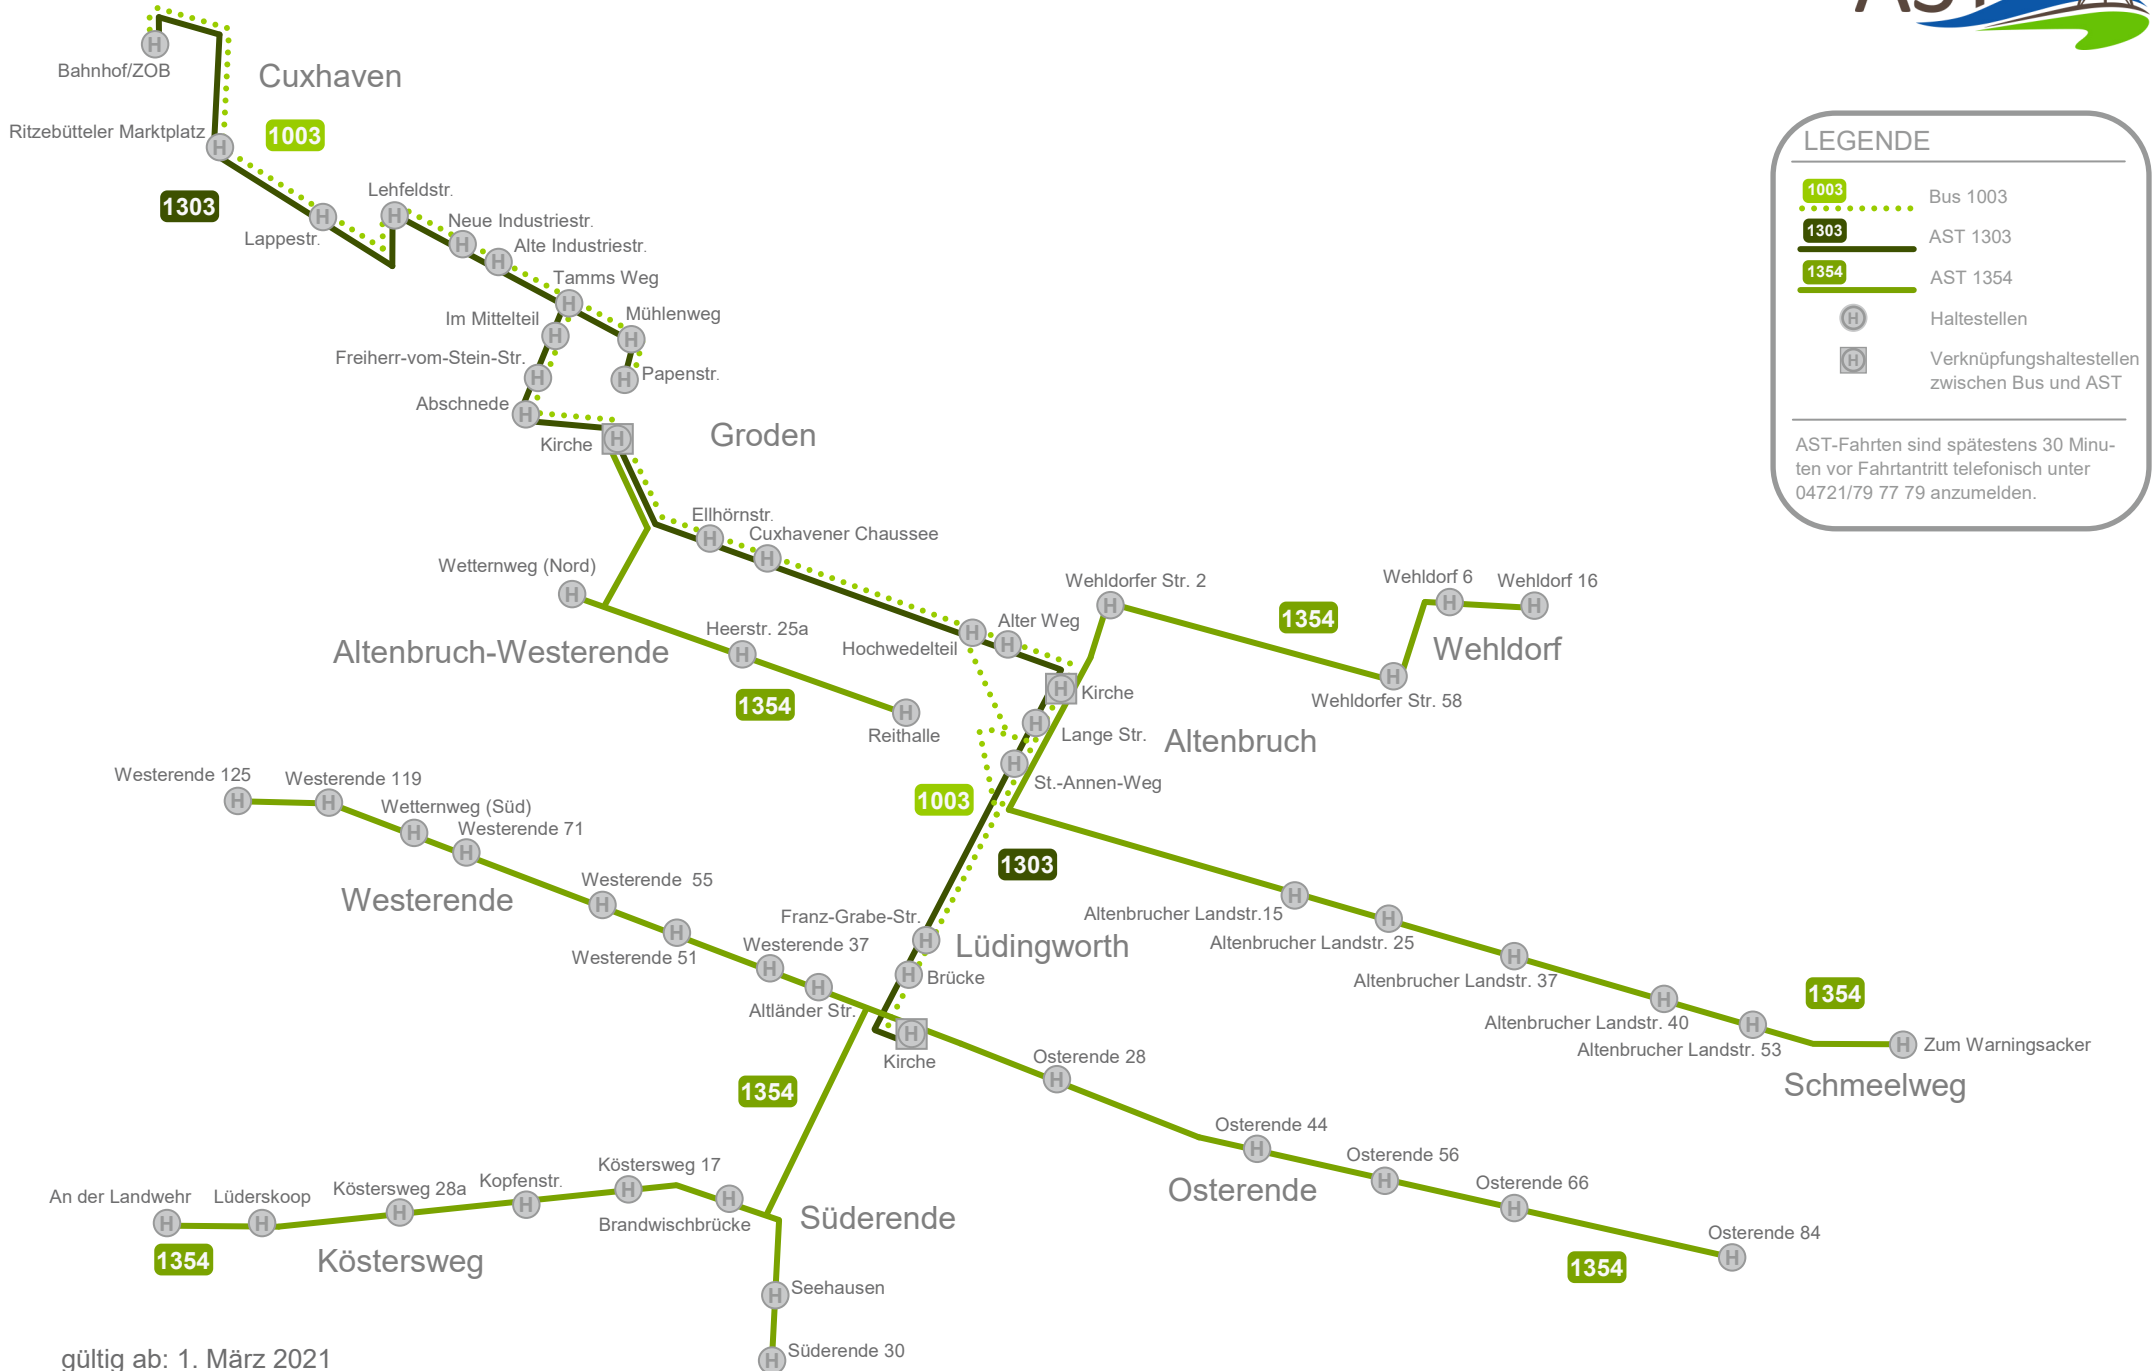 AST
Bahnhof/ZOB
Cuxhaven
Ritzebütteler Marktplatz
1003
1303
Lappestr.
Lehfeldstr.
Neue Industriestr.
Alte Industriestr.
Tamms Weg
Im Mittelteil
Mühlenweg
Freiherr-vom-Stein-Str.
Papenstr.
Abschnede
Kirche
Groden
LEGENDE
1003
Bus 1003
1303
AST 1303
1354
AST 1354
H
Haltestellen
H
Verknüpfungshaltestellen
zwischen Bus und AST
AST-Fahrten sind spätestens 30 Minu-
ten vor Fahrtantritt telefonisch unter
04721/79 77 79 anzumelden.
Ellhörnstr.
Cuxhavener Chaussee
Wetternweg (Nord)
Heerstr. 25a
Altenbruch-Westerende
1354
Reithalle
Hochwedelteil
Alter Weg
Wehldorfer Str. 2
1354
Wehldorf 6
Wehldorf 16
Wehldorf
Wehldorfer Str. 58
Kirche
Lange Str.
Altenbruch
St.-Annen-Weg
1003
1303
Westerende 125
Westerende 119
Wetternweg (Süd)
Westerende 71
Westerende
Westerende 55
Westerende 51
Westerende 37
Altländer Str.
Franz-Grabe-Str.
Lüdingworth
Brücke
Kirche
Altenbrucher Landstr.15
Altenbrucher Landstr. 25
Altenbrucher Landstr. 37
Altenbrucher Landstr. 40
Altenbrucher Landstr. 53
1354
Zum Warningsacker
Schmeelweg
Osterende 28
Osterende 44
Osterende 56
Osterende 66
Osterende 84
Osterende
1354
1354
An der Landwehr
Lüderskoop
Köstersweg 28a
Kopfenstr.
Köstersweg 17
Brandwischbrücke
Süderende
1354
Köstersweg
Seehausen
Süderende 30
gültig ab: 1. März 2021